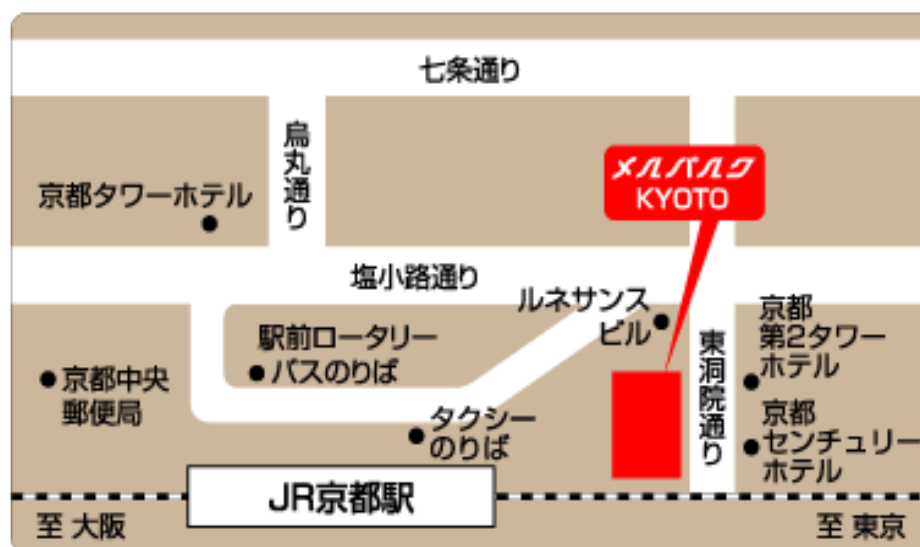 七条通り
烏丸通り
メルパルク
KYOTO
京都タワーホテル
塩小路通り
ルネサンス
ビル
京都
第2タワー
ホテル
駅前ロータリー
バスのりば
東洞院通り
京都中央
郵便局
タクシー
のりば
京都
センチュリー
ホテル
JR京都駅
至 大阪
至 東京